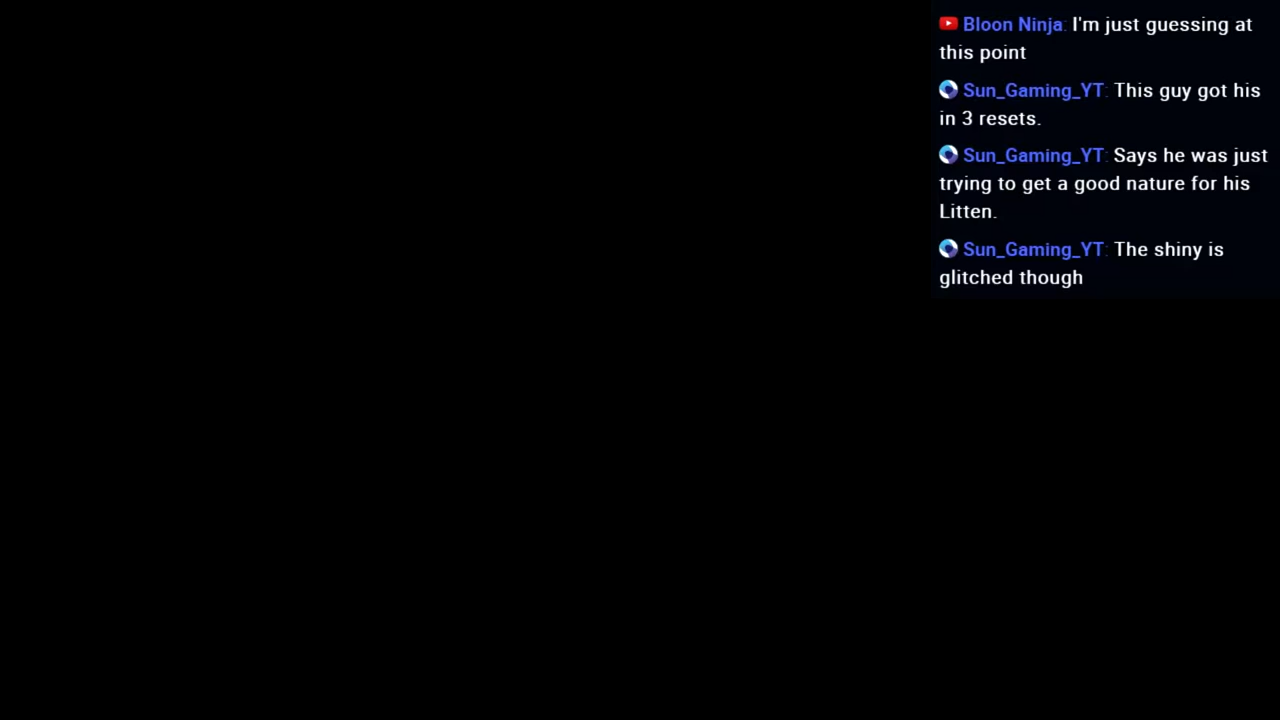 Bloon Ninja: I'm just guessing at
this point
Sun_Gaming_YT: This guy got his
in 3 resets.
Sun_Gaming_YT: Says he was just
trying to get a good nature for his
Litten.
Sun_Gaming_YT: The shiny is
glitched though